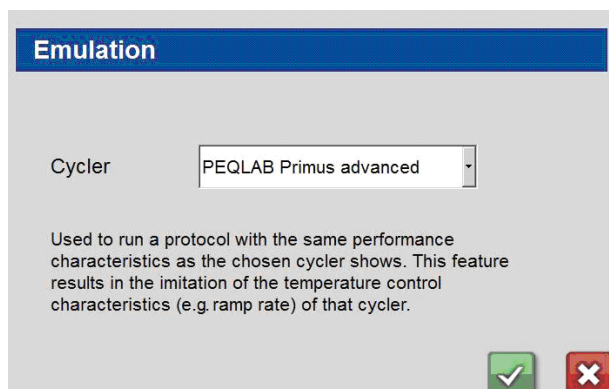 Emulation
Cycler
PEQLAB Primus advanced
Used to run a protocol with the same performance
characteristics as the chosen cycler shows. This feature
results in the imitation of the temperature control
characteristics (e.g. ramp rate) of that cycler.